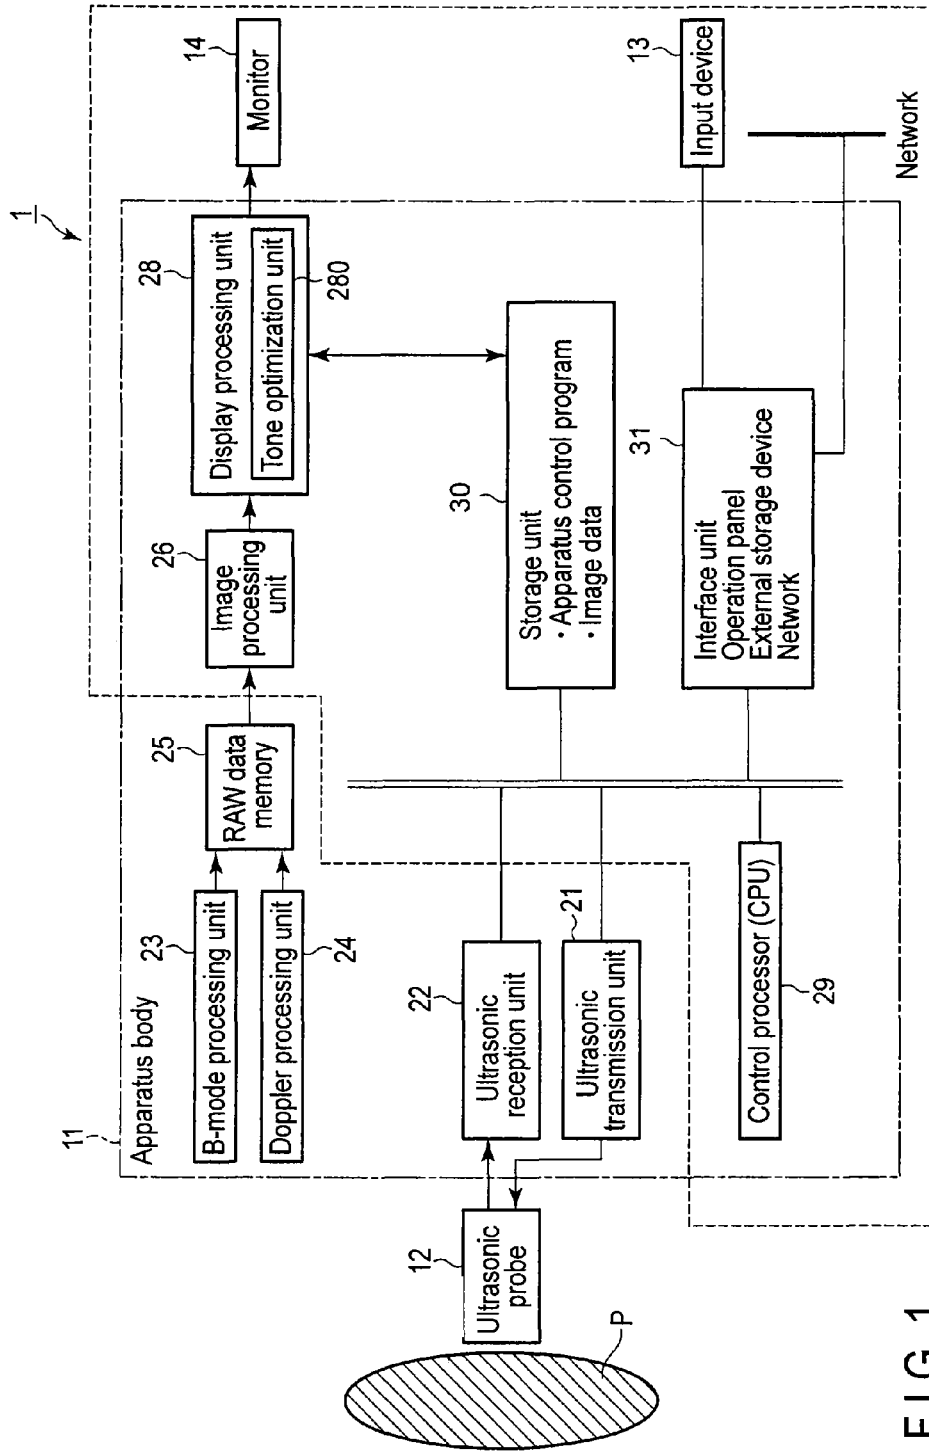 1
11
Apparatus body
23
B-mode processing unit
24
Doppler processing unit
25
RAW data
memory
26
Image
processing
unit
28
Display processing unit
Tone optimization unit
280
14
Monitor
12
Ultrasonic
probe
P
22
Ultrasonic
reception unit
21
Ultrasonic
transmission unit
30
Storage unit
· Apparatus control program
· Image data
31
Interface unit
Operation panel
External storage device
Network
13
Input device
Network
Control processor (CPU)
29
FIG. 1